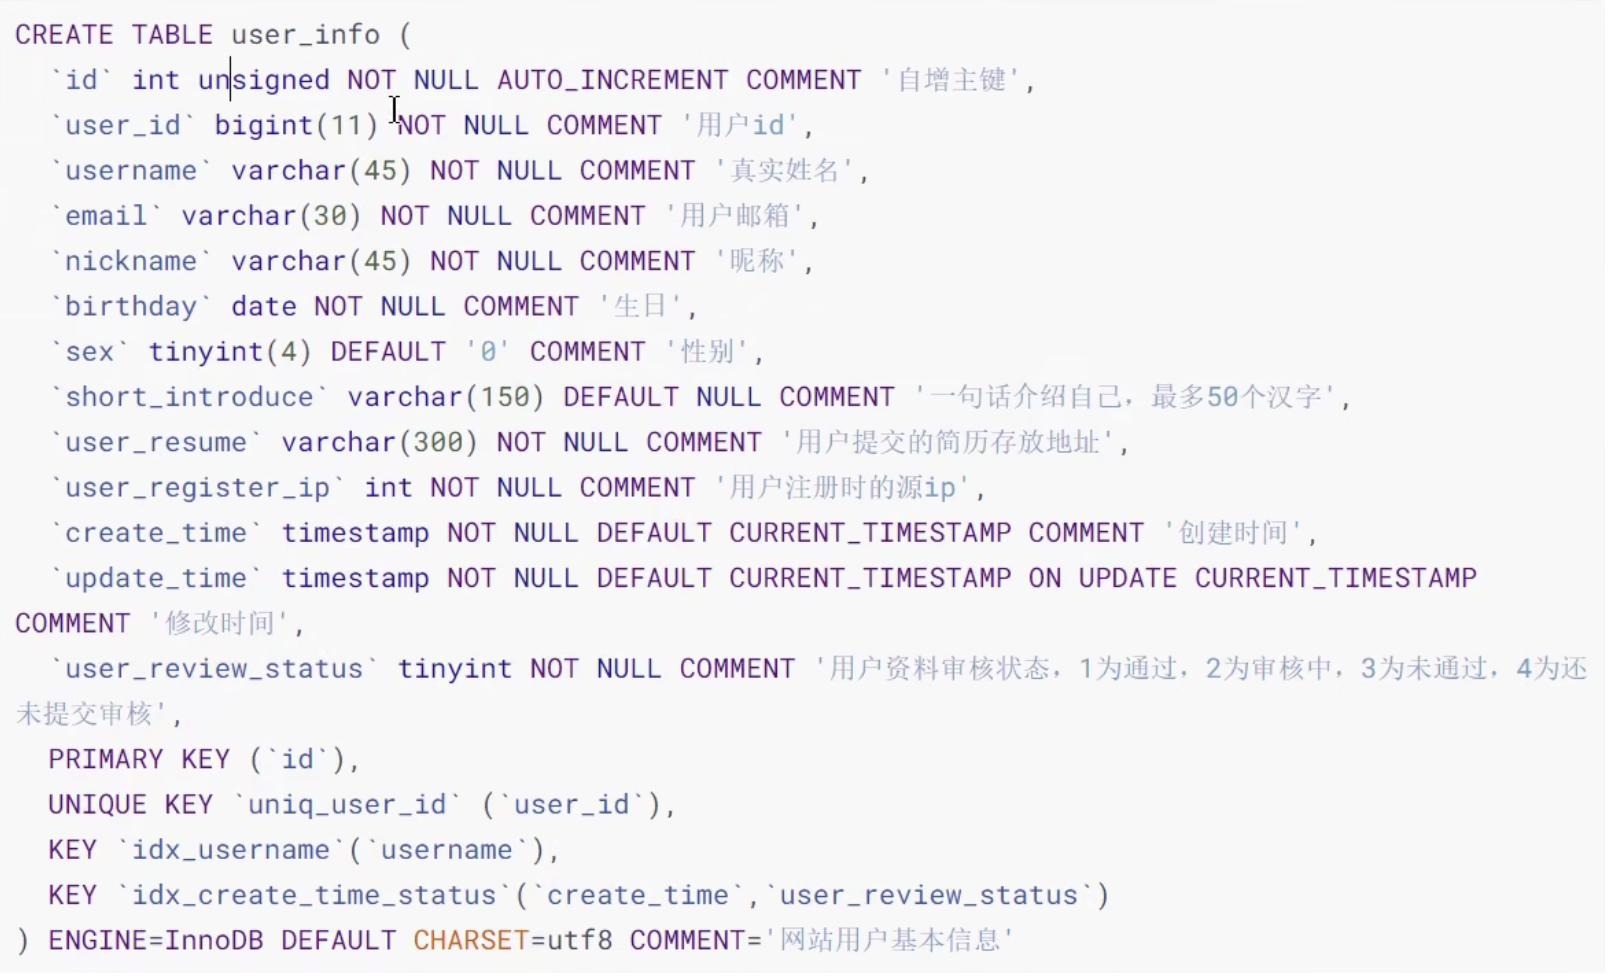 CREATE TABLE user_info (
`id` int unsigned NOT NULL AUTO_INCREMENT COMMENT '自增主键',
`user_id` bigint(11) NOT NULL COMMENT '用户id',
`username` varchar(45) NOT NULL COMMENT '真实姓名',
`email` varchar(30) NOT NULL COMMENT '用户邮箱',
`nickname` varchar(45) NOT NULL COMMENT '昵称',
`birthday` date NOT NULL COMMENT '生日',
`sex` tinyint(4) DEFAULT '0' COMMENT '性别',
`short_introduce` varchar(150) DEFAULT NULL COMMENT '一句话介绍自己，最多50个汉字',
`user_resume` varchar(300) NOT NULL COMMENT '用户提交的简历存放地址',
`user_register_ip` int NOT NULL COMMENT '用户注册时的源ip',
`create_time` timestamp NOT NULL DEFAULT CURRENT_TIMESTAMP COMMENT '创建时间',
`update_time` timestamp NOT NULL DEFAULT CURRENT_TIMESTAMP ON UPDATE CURRENT_TIMESTAMP
COMMENT '修改时间',
`user_review_status` tinyint NOT NULL COMMENT '用户资料审核状态，1为通过，2为审核中，3为未通过，4为还
未提交审核',
PRIMARY KEY (`id`),
UNIQUE KEY `uniq_user_id` (`user_id`),
KEY `idx_username`(`username`),
KEY `idx_create_time_status`(`create_time`,`user_review_status`)
) ENGINE=InnoDB DEFAULT CHARSET=utf8 COMMENT='网站用户基本信息'